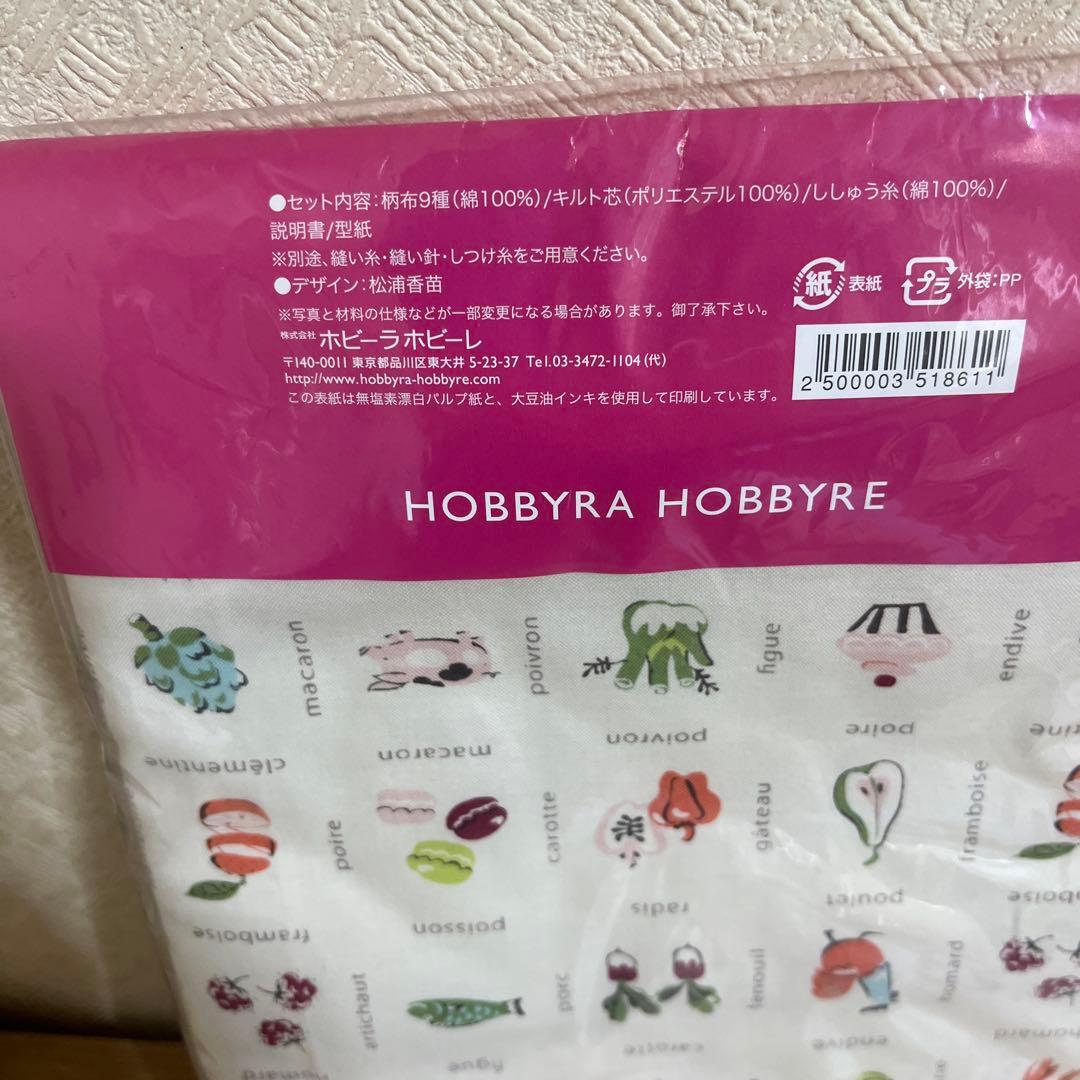 ●セット内容:柄布9種(綿100%)/キルト芯(ポリエステル100%)/ししゅう糸(綿100%)/
説明書/型紙
※別途、縫い糸・縫い針・しつけ糸をご用意ください。
●デザイン:松浦香苗
※写真と材料の仕様などが一部変更になる場合があります。御了承下さい。
株式会社 ホビーラホビーレ
〒140-0011 東京都品川区東大井 5-23-37 Tel.03-3472-1104(代)
http://www.hobbyra-hobbyre.com
この表紙は無塩素漂白パルプ紙と、大豆油インキを使用して印刷しています。
紙 表紙 プラ 外袋:PP
2 500003 518611
HOBBYRA HOBBYRE
macaron
poivron
figue
endive
clémentine
macaron
poivron
poire
poire
carotte
gâteau
framboise
framboise
poisson
radis
poulet
artichaut
porc
fenouil
homard
figue
carotte
endive
homard